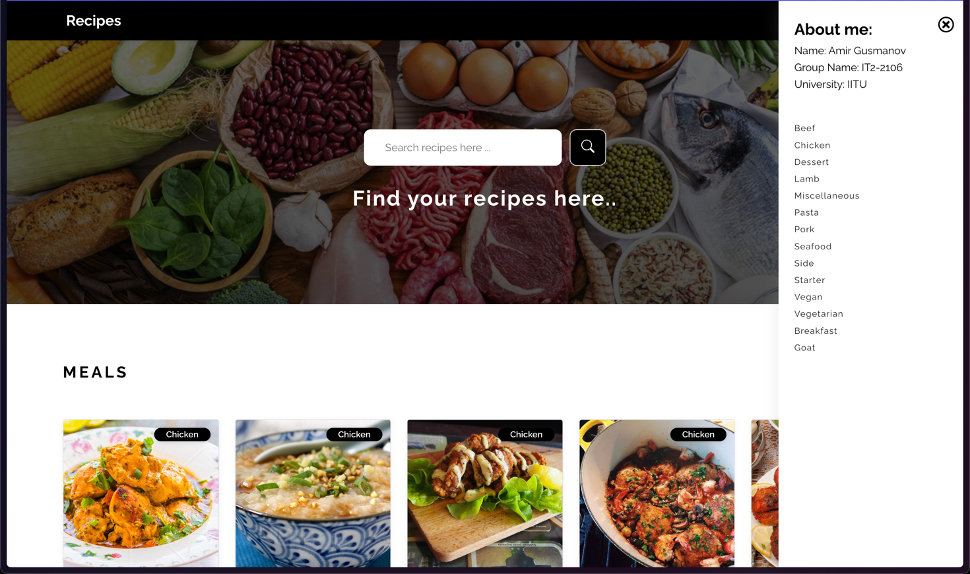 Recipes
Search recipes here ...
Find your recipes here..
About me:
Name: Amir Gusmanov
Group Name: IT2-2106
University: IITU
Beef
Chicken
Dessert
Lamb
Miscellaneous
Pasta
Pork
Seafood
Side
Starter
Vegan
Vegetarian
Breakfast
Goat
MEALS
Chicken
Chicken
Chicken
Chicken